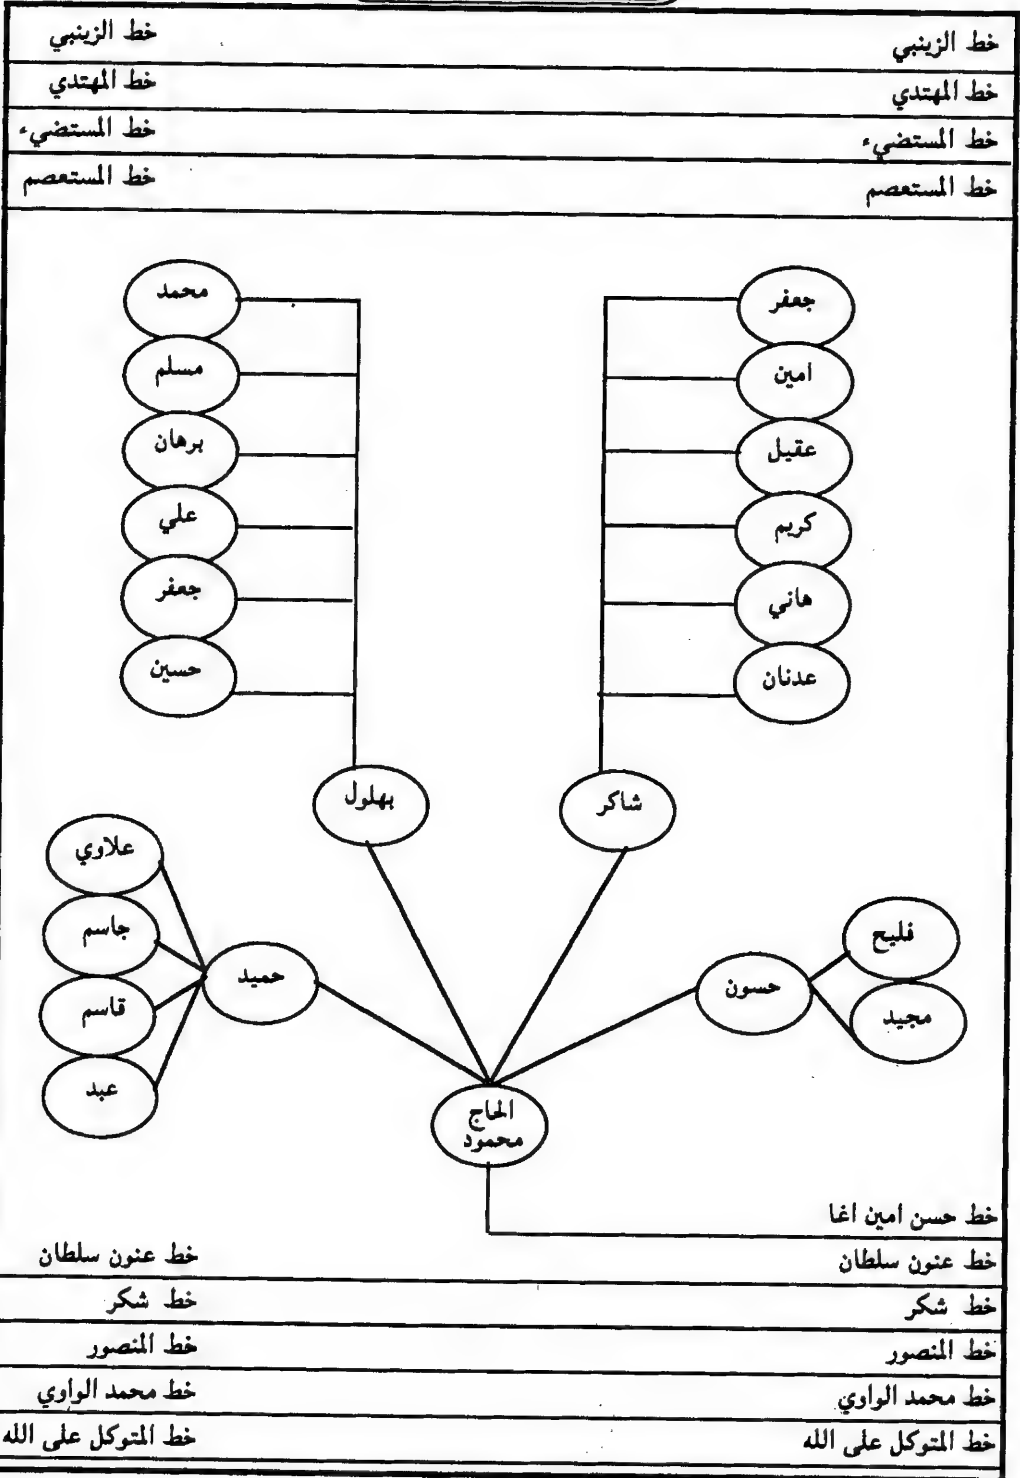 خط الزينبي
خط الزينبي
خط المهتدي
خط المهتدي
خط المستضيء
خط المستضيء
خط المستعصم
خط المستعصم
جعفر
امين
عقيل
كريم
هاني
عدنان
محمد
مسلم
برهان
علي
جعفر
حسين
شاكر
بهلول
فليح
مجيد
حسون
حميد
علاوي
جاسم
قاسم
عبد
الحاج
محمود
خط حسن امين اغا
خط عنون سلطان
خط عنون سلطان
خط شكر
خط شكر
خط المنصور
خط المنصور
خط محمد الواوي
خط محمد الواوي
خط المتوكل على الله
خط المتوكل على الله